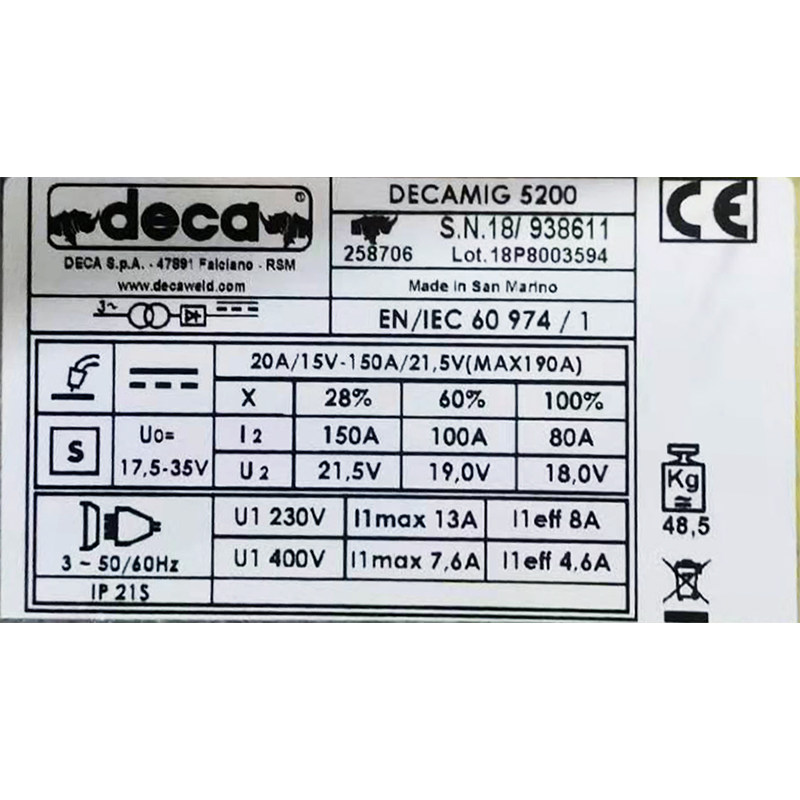 deca®
DECA S.p.A. - 47891 Falciano - RSM
www.decaweld.com
DECAMIG 5200
S.N.18/ 938611
258706 Lot.18P8003594
Made in San Marino
3~
EN/IEC 60 974 / 1
CE
20A/15V-150A/21,5V(MAX190A)
X 28% 60% 100%
S
U0=
17,5-35V
I2 150A 100A 80A
U2 21,5V 19,0V 18,0V
3 ~ 50/60Hz
U1 230V I1max 13A I1eff 8A
U1 400V I1max 7,6A I1eff 4,6A
IP 21S
Kg
≅
48,5